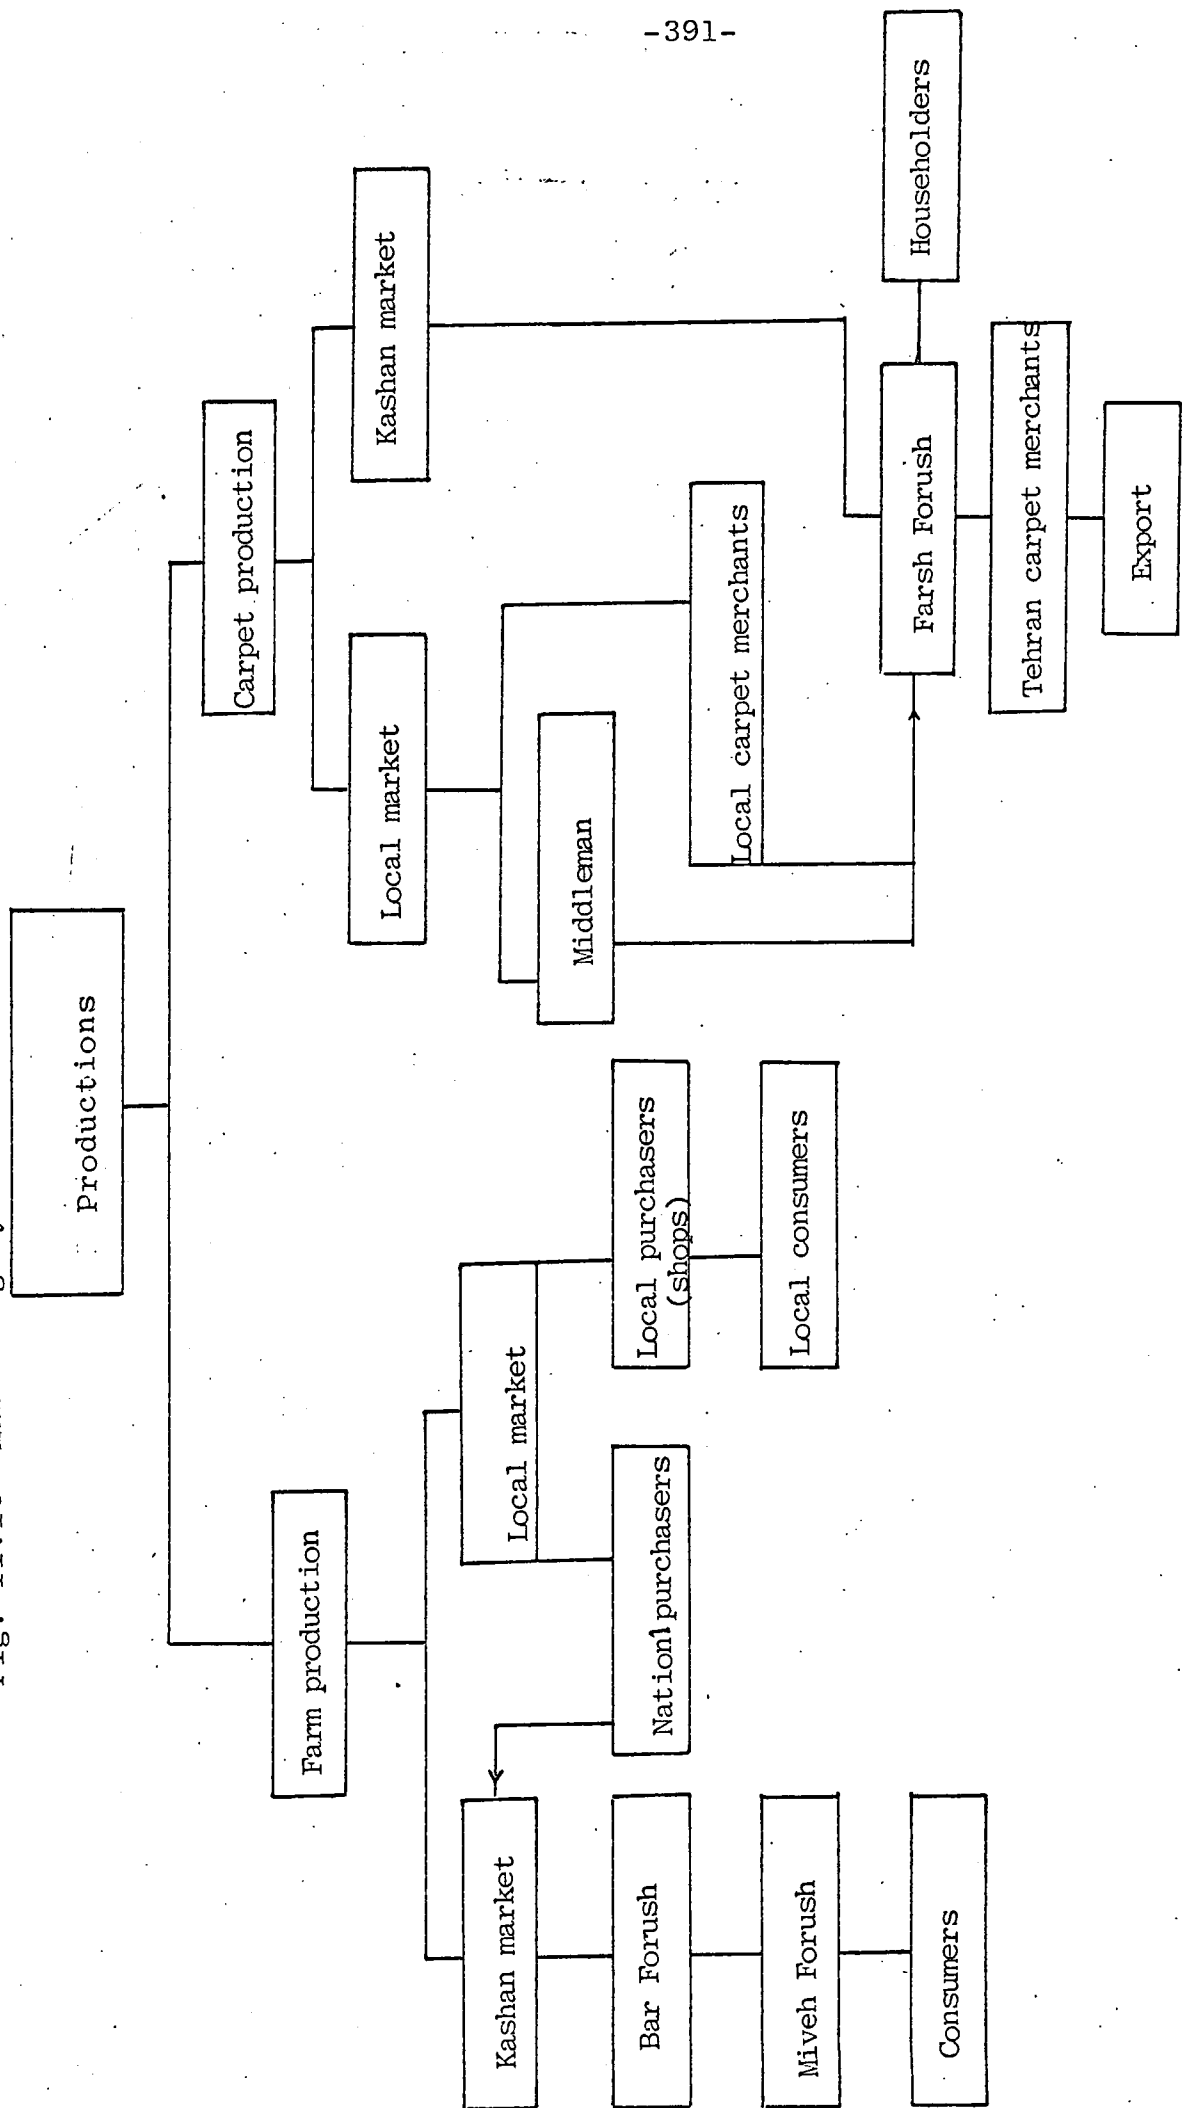 -391-
Productions
Farm production
Carpet production
Kashan market
Local market
Local market
Kashan market
Bar Forush
Nationl purchasers
Local purchasers
(shops)
Middleman
Local carpet merchants
Miveh Forush
Local consumers
Consumers
Farsh Forush
Householders
Tehran carpet merchants
Export